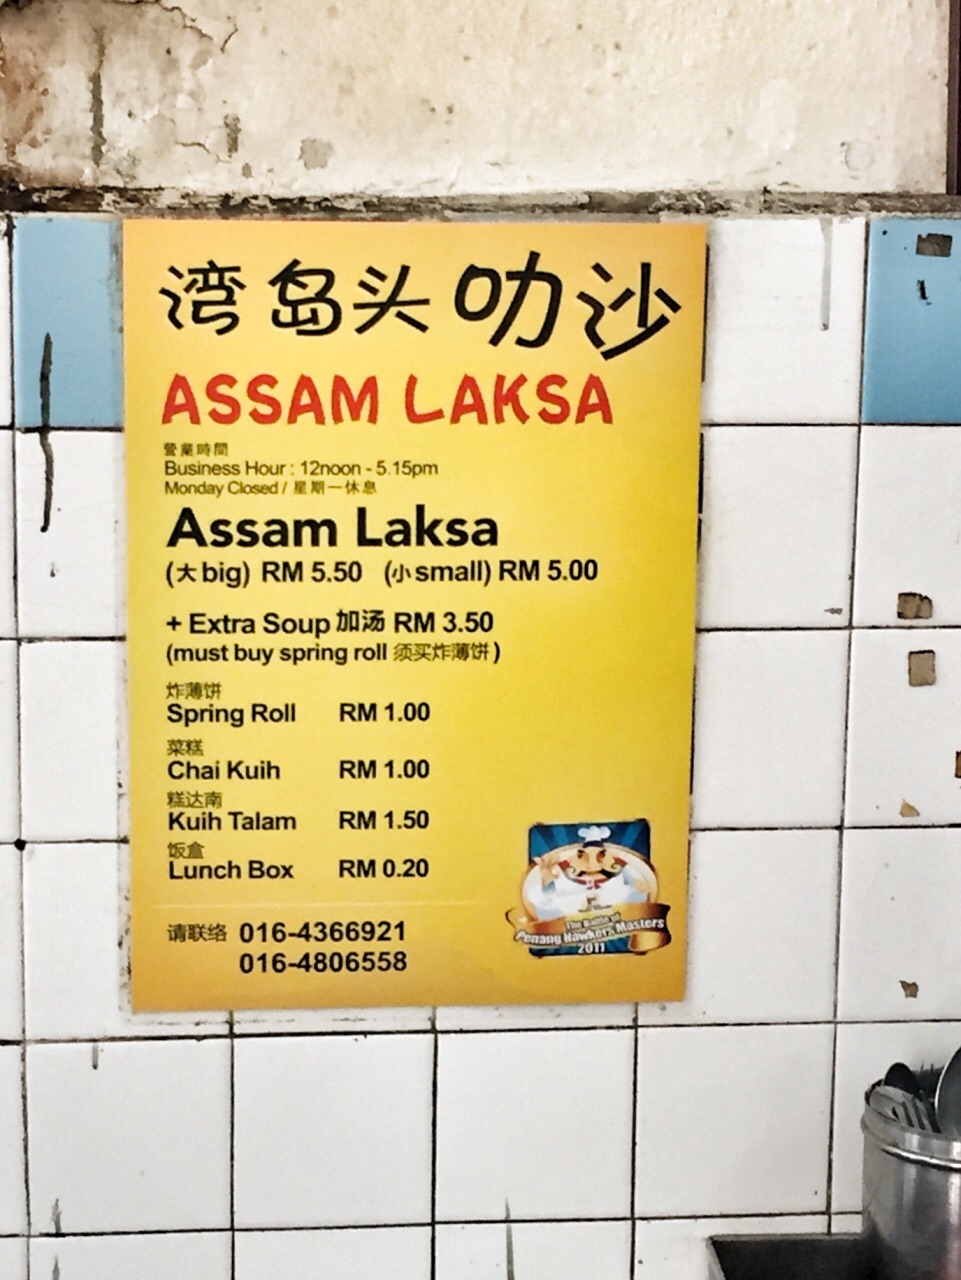 湾岛头叻沙
ASSAM LAKSA
營業時間
Business Hour : 12noon - 5.15pm
Monday Closed / 星期一休息
Assam Laksa
(大 big) RM 5.50 (小 small) RM 5.00
+ Extra Soup 加汤 RM 3.50
(must buy spring roll 须买炸薄饼)
炸薄饼
Spring Roll RM 1.00
菜糕
Chai Kuih RM 1.00
糕达南
Kuih Talam RM 1.50
饭盒
Lunch Box RM 0.20
请联络 016-4366921
016-4806558
The Battle of
Penang Hawkers Masters
2011